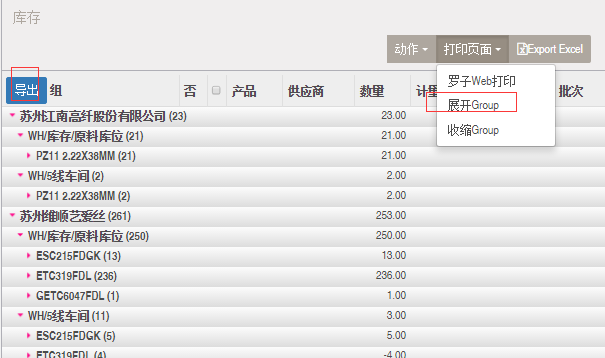 库存
动作 打印页面 Export Excel
罗子Web打印
展开Group
收缩Group
导出 组 否 产品 供应商 数量 计量 批次
苏州江南高纤股份有限公司 (23) 23.00
WH/库存/原料库位 (21) 21.00
PZ11 2.22X38MM (21) 21.00
WH/5线车间 (2) 2.00
PZ11 2.22X38MM (2) 2.00
苏州维顺艺爱丝 (261) 253.00
WH/库存/原料库位 (250) 250.00
ESC215FDGK (13) 13.00
ETC319FDL (236) 236.00
GETC6047FDL (1) 1.00
WH/5线车间 (11) 3.00
ESC215FDGK (5) 5.00
ETC319FDL (4) -4.00